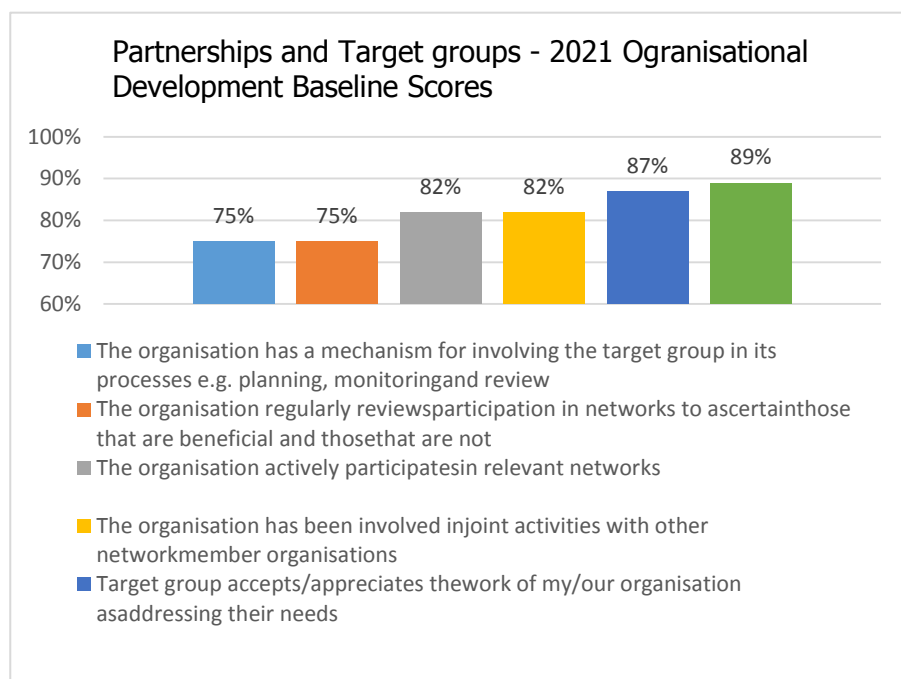 Partnerships and Target groups - 2021 Ogranisational
Development Baseline Scores
100%
90%
80%
70%
60%
75%
75%
82%
82%
87%
89%
The organisation has a mechanism for involving the target group in its
processes e.g. planning, monitoringand review
The organisation regularly reviewsparticipation in networks to ascertainthose
that are beneficial and thosethat are not
The organisation actively participatesin relevant networks
The organisation has been involved injoint activities with other
networkmember organisations
Target group accepts/appreciates thework of my/our organisation
asaddressing their needs